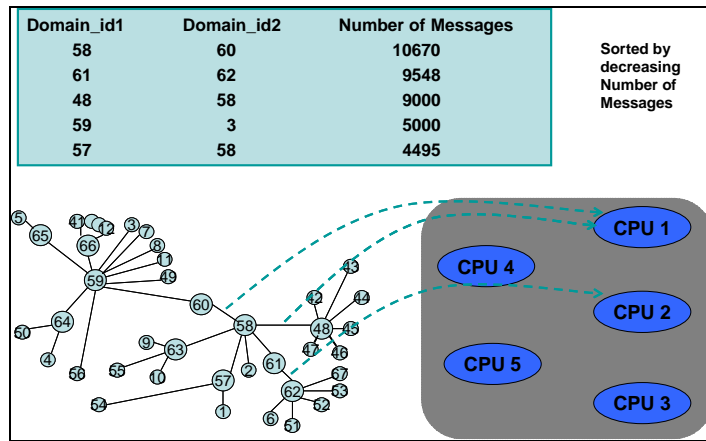 Domain_id1 Domain_id2 Number of Messages
58 60 10670
61 62 9548
48 58 9000
59 3 5000
57 58 4495
Sorted by
decreasing
Number of
Messages
5
41
12
3
7
65
66
8
11
59
49
43
60
42
44
64
58
48
45
50
9
63
47
46
4
61
56
55
10
57
2
67
62
53
54
1
6
52
51
CPU 1
CPU 4
CPU 2
CPU 5
CPU 3